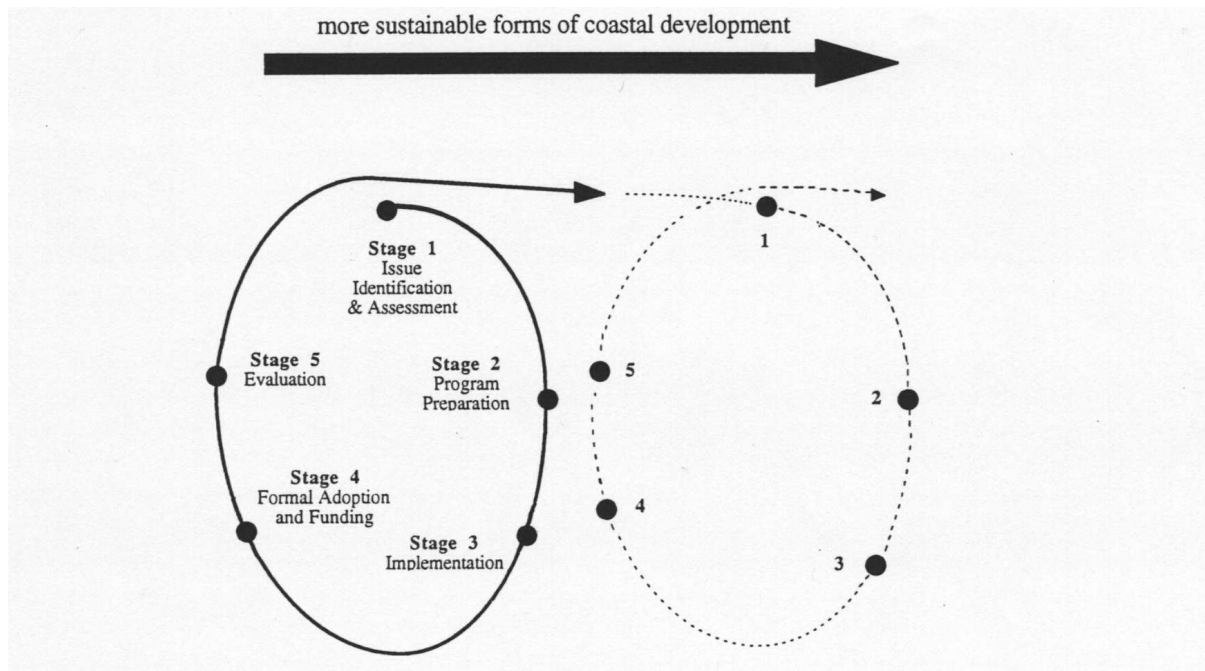 more sustainable forms of coastal development
Stage 1
Issue
Identification
& Assessment
Stage 2
Program
Preparation
Stage 3
Implementation
Stage 4
Formal Adoption
and Funding
Stage 5
Evaluation
1
2
3
4
5